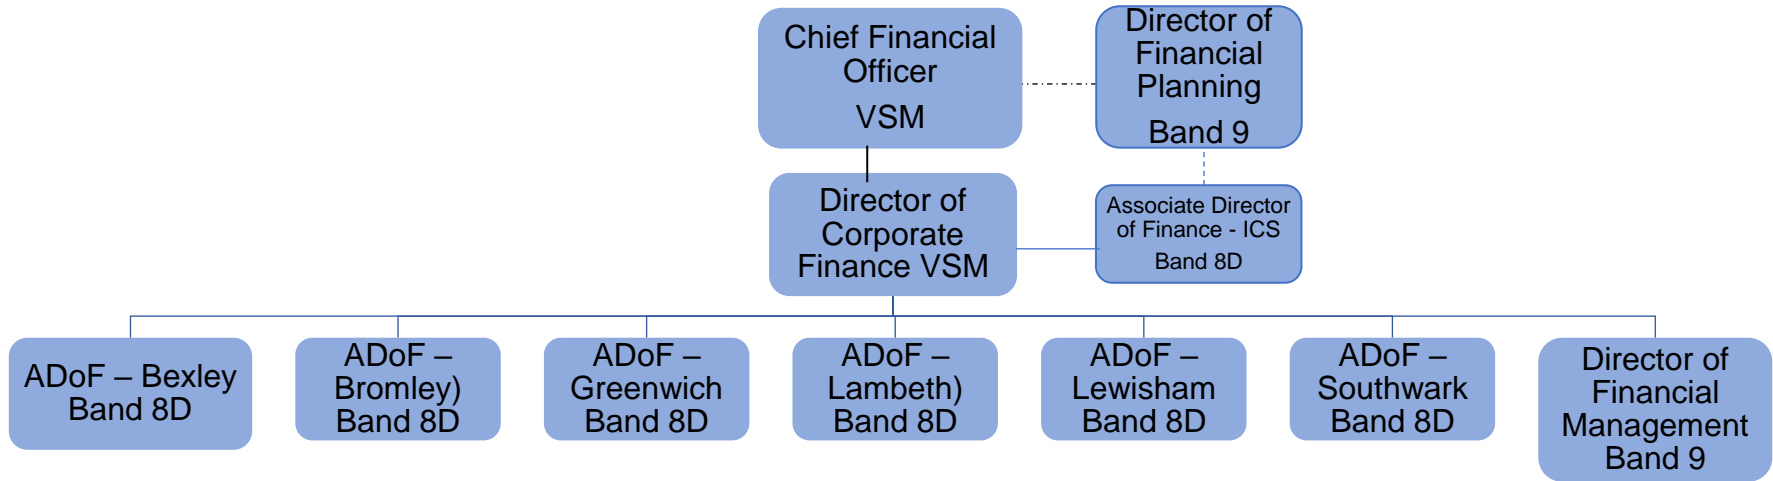 Chief Financial
Officer
VSM
Director of
Financial
Planning
Band 9
Director of
Corporate
Finance VSM
Associate Director
of Finance - ICS
Band 8D
ADoF – Bexley
Band 8D
ADoF –
Bromley)
Band 8D
ADoF –
Greenwich
Band 8D
ADoF –
Lambeth)
Band 8D
ADoF –
Lewisham
Band 8D
ADoF –
Southwark
Band 8D
Director of
Financial
Management
Band 9